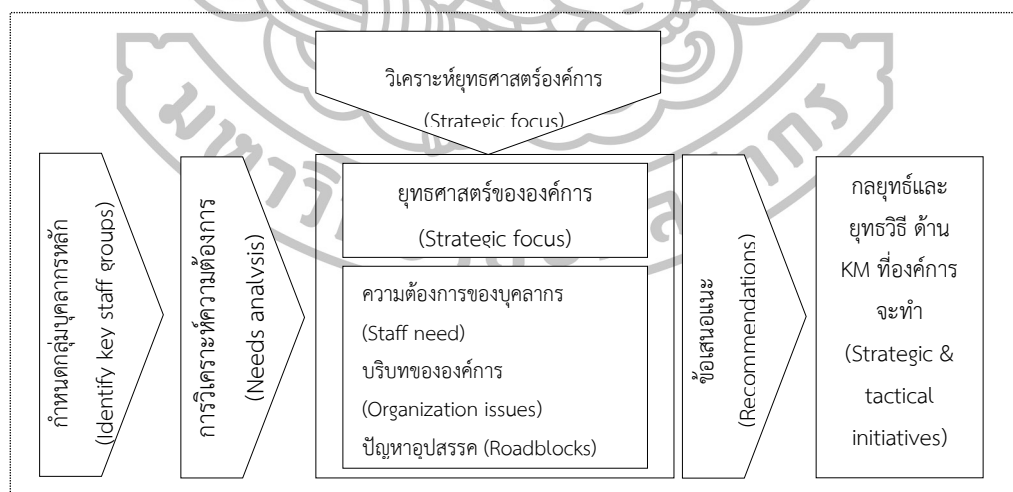 วิเคราะห์ยุทธศาสตร์องค์การ
(Strategic focus)
กำหนดกลุ่มบุคลากรหลัก
(Identify key staff groups)
การวิเคราะห์ความต้องการ
(Needs analysis)
ยุทธศาสตร์ขององค์การ
(Strategic focus)
ความต้องการของบุคลากร
(Staff need)
บริบทขององค์การ
(Organization issues)
ปัญหาอุปสรรค (Roadblocks)
ข้อเสนอแนะ
(Recommendations)
กลยุทธ์และ
ยุทธวิธี ด้าน
KM ที่องค์การ
จะทำ
(Strategic &
tactical
initiatives)